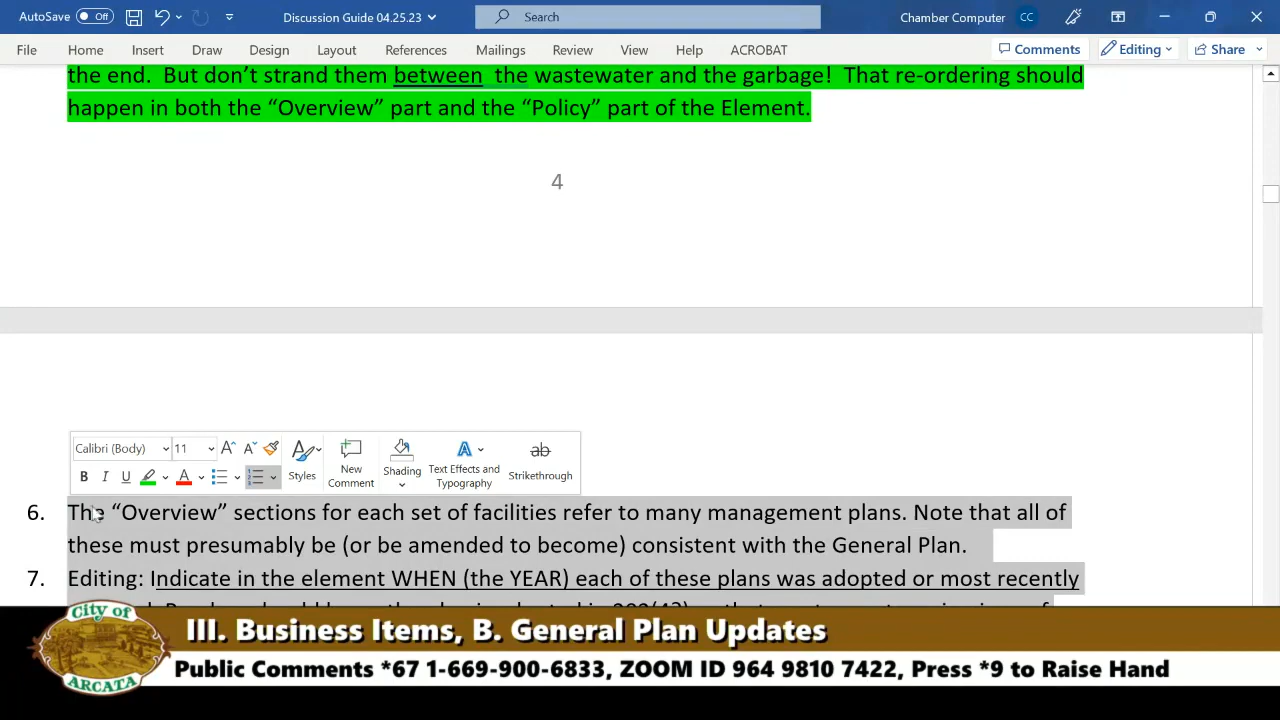 AutoSave Off Discussion Guide 04.25.23 Search Chamber Computer CC
File Home Insert Draw Design Layout References Mailings Review View Help ACROBAT Comments Editing Share
the end. But don’t strand them between the wastewater and the garbage! That re-ordering should
happen in both the “Overview” part and the “Policy” part of the Element.
4
Calibri (Body) 11 A A A New Comment Shading A Text Effects and Typography ab Strikethrough
B I U A Styles
6. The “Overview” sections for each set of facilities refer to many management plans. Note that all of
these must presumably be (or be amended to become) consistent with the General Plan.
7. Editing: Indicate in the element WHEN (the YEAR) each of these plans was adopted or most recently
City of
ARCATA
III. Business Items, B. General Plan Updates
Public Comments *67 1-669-900-6833, ZOOM ID 964 9810 7422, Press *9 to Raise Hand